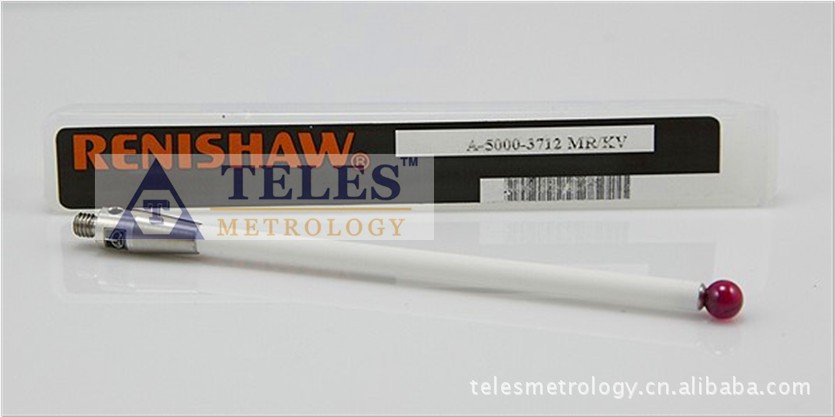 RENISHAW®
A-5000-3712 MR/KV
TELES™
METROLOGY
T
telesmetrology.cn.alibaba.com